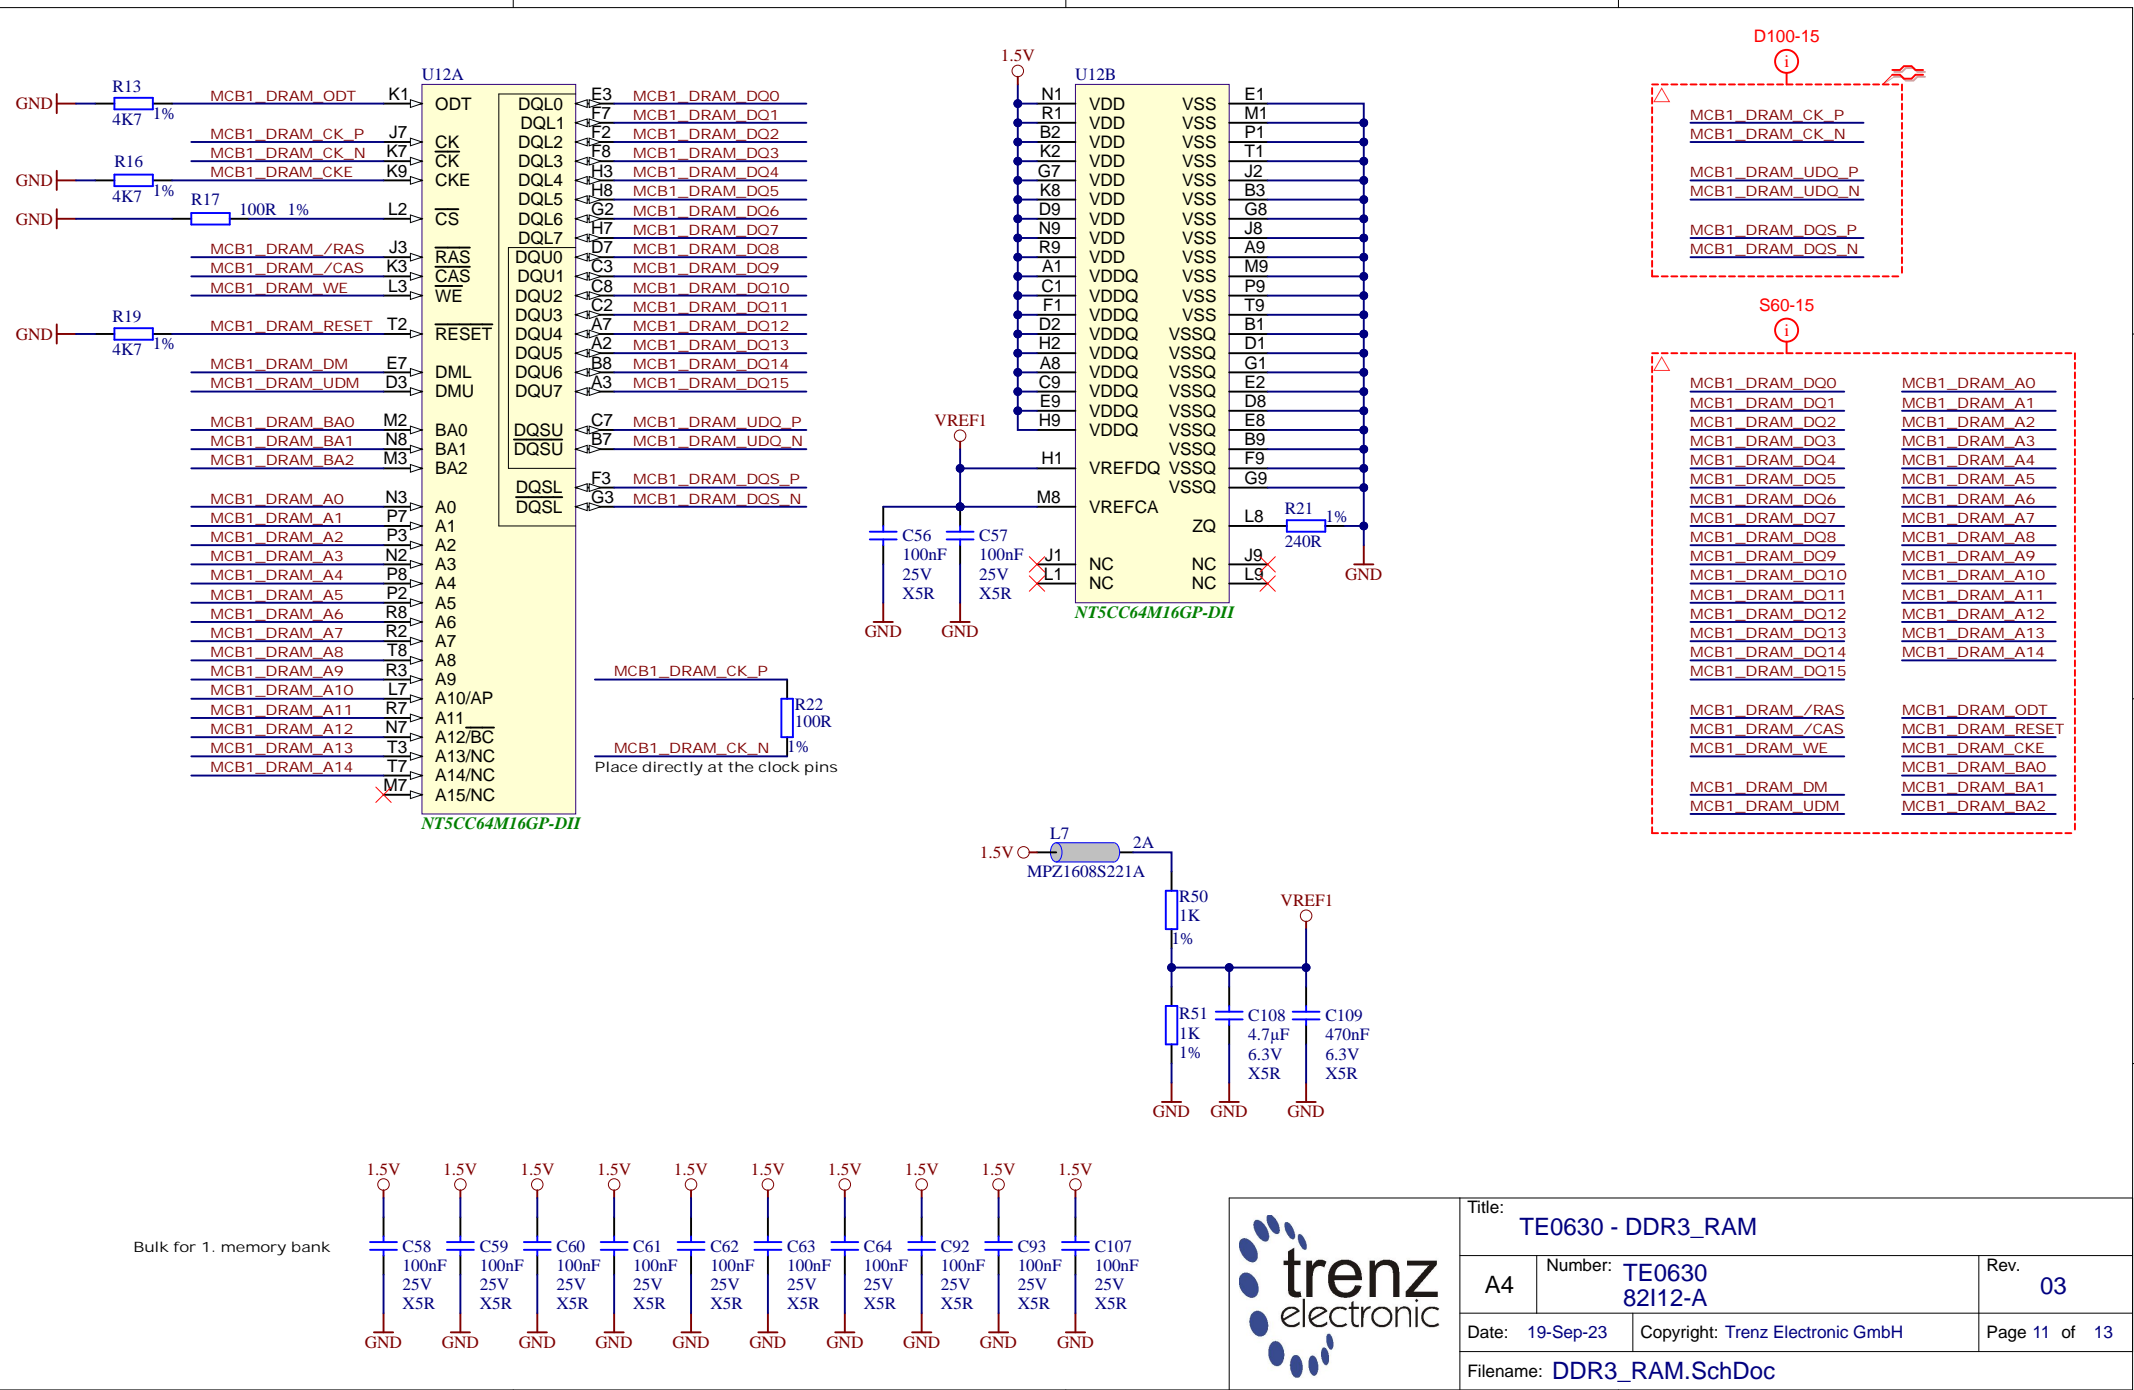 U12A
R13
GND
4K7
1%
MCB1_DRAM_ODT K1 ODT
MCB1_DRAM_CK_P J7 CK
MCB1_DRAM_CK_N K7 CK
R16
GND
4K7
1%
MCB1_DRAM_CKE K9 CKE
R17
GND
100R 1%
L2 CS
MCB1_DRAM_/RAS J3 RAS
MCB1_DRAM_/CAS K3 CAS
MCB1_DRAM_WE L3 WE
R19
GND
4K7
1%
MCB1_DRAM_RESET T2 RESET
MCB1_DRAM_DM E7 DML
MCB1_DRAM_UDM D3 DMU
MCB1_DRAM_BA0 M2 BA0
MCB1_DRAM_BA1 N8 BA1
MCB1_DRAM_BA2 M3 BA2
MCB1_DRAM_A0 N3 A0
MCB1_DRAM_A1 P7 A1
MCB1_DRAM_A2 P3 A2
MCB1_DRAM_A3 N2 A3
MCB1_DRAM_A4 P8 A4
MCB1_DRAM_A5 P2 A5
MCB1_DRAM_A6 R8 A6
MCB1_DRAM_A7 R2 A7
MCB1_DRAM_A8 T8 A8
MCB1_DRAM_A9 R3 A9
MCB1_DRAM_A10 L7 A10/AP
MCB1_DRAM_A11 R7 A11
MCB1_DRAM_A12 N7 A12/BC
MCB1_DRAM_A13 T3 A13/NC
MCB1_DRAM_A14 T7 A14/NC
M7 A15/NC
DQL0 E3 MCB1_DRAM_DQ0
DQL1 F7 MCB1_DRAM_DQ1
DQL2 F2 MCB1_DRAM_DQ2
DQL3 F8 MCB1_DRAM_DQ3
DQL4 H3 MCB1_DRAM_DQ4
DQL5 H8 MCB1_DRAM_DQ5
DQL6 G2 MCB1_DRAM_DQ6
DQL7 H7 MCB1_DRAM_DQ7
DQU0 D7 MCB1_DRAM_DQ8
DQU1 C3 MCB1_DRAM_DQ9
DQU2 C8 MCB1_DRAM_DQ10
DQU3 C2 MCB1_DRAM_DQ11
DQU4 A7 MCB1_DRAM_DQ12
DQU5 A2 MCB1_DRAM_DQ13
DQU6 B8 MCB1_DRAM_DQ14
DQU7 A3 MCB1_DRAM_DQ15
DQSU C7 MCB1_DRAM_UDQ_P
DQSU B7 MCB1_DRAM_UDQ_N
DQSL F3 MCB1_DRAM_DQS_P
DQSL G3 MCB1_DRAM_DQS_N
NT5CC64M16GP-DII
MCB1_DRAM_CK_P
R22
100R
1%
MCB1_DRAM_CK_N
Place directly at the clock pins
1.5V
U12B
N1 VDD VSS E1
R1 VDD VSS M1
B2 VDD VSS P1
K2 VDD VSS T1
G7 VDD VSS J2
K8 VDD VSS B3
D9 VDD VSS G8
N9 VDD VSS J8
R9 VDD VSS A9
A1 VDDQ VSS M9
C1 VDDQ VSS P9
F1 VDDQ VSS T9
D2 VDDQ VSSQ B1
H2 VDDQ VSSQ D1
A8 VDDQ VSSQ G1
C9 VDDQ VSSQ E2
E9 VDDQ VSSQ D8
H9 VDDQ VSSQ E8
VSSQ B9
VREF1
H1 VREFDQ VSSQ F9
VSSQ G9
M8 VREFCA
ZQ L8
R21
1%
240R
GND
J1 NC NC J9
L1 NC NC L9
NT5CC64M16GP-DII
C56
100nF
25V
X5R
GND
C57
100nF
25V
X5R
GND
D100-15
i
MCB1_DRAM_CK_P
MCB1_DRAM_CK_N
MCB1_DRAM_UDQ_P
MCB1_DRAM_UDQ_N
MCB1_DRAM_DQS_P
MCB1_DRAM_DQS_N
S60-15
i
MCB1_DRAM_DQ0 MCB1_DRAM_A0
MCB1_DRAM_DQ1 MCB1_DRAM_A1
MCB1_DRAM_DQ2 MCB1_DRAM_A2
MCB1_DRAM_DQ3 MCB1_DRAM_A3
MCB1_DRAM_DQ4 MCB1_DRAM_A4
MCB1_DRAM_DQ5 MCB1_DRAM_A5
MCB1_DRAM_DQ6 MCB1_DRAM_A6
MCB1_DRAM_DQ7 MCB1_DRAM_A7
MCB1_DRAM_DQ8 MCB1_DRAM_A8
MCB1_DRAM_DQ9 MCB1_DRAM_A9
MCB1_DRAM_DQ10 MCB1_DRAM_A10
MCB1_DRAM_DQ11 MCB1_DRAM_A11
MCB1_DRAM_DQ12 MCB1_DRAM_A12
MCB1_DRAM_DQ13 MCB1_DRAM_A13
MCB1_DRAM_DQ14 MCB1_DRAM_A14
MCB1_DRAM_DQ15
MCB1_DRAM_/RAS MCB1_DRAM_ODT
MCB1_DRAM_/CAS MCB1_DRAM_RESET
MCB1_DRAM_WE MCB1_DRAM_CKE
MCB1_DRAM_BA0
MCB1_DRAM_DM MCB1_DRAM_BA1
MCB1_DRAM_UDM MCB1_DRAM_BA2
L7
1.5V
2A
MPZ1608S221A
R50
1K
1%
VREF1
R51
1K
1%
GND
C108
4.7µF
6.3V
X5R
GND
C109
470nF
6.3V
X5R
GND
1.5V 1.5V 1.5V 1.5V 1.5V 1.5V 1.5V 1.5V 1.5V 1.5V
Bulk for 1. memory bank
C58 C59 C60 C61 C62 C63 C64 C92 C93 C107
100nF 100nF 100nF 100nF 100nF 100nF 100nF 100nF 100nF 100nF
25V 25V 25V 25V 25V 25V 25V 25V 25V 25V
X5R X5R X5R X5R X5R X5R X5R X5R X5R X5R
GND GND GND GND GND GND GND GND GND GND
trenz
electronic
Title:
TE0630 - DDR3_RAM
A4
Number: TE0630
82I12-A
Rev.
03
Date: 19-Sep-23
Copyright: Trenz Electronic GmbH
Page 11 of 13
Filename: DDR3_RAM.SchDoc